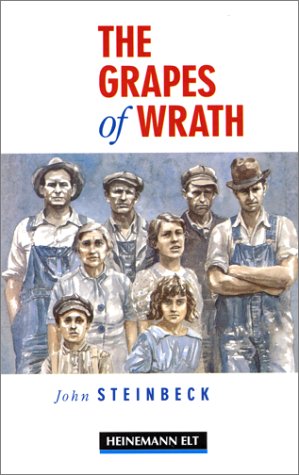 THE
GRAPES
of WRATH
John STEINBECK
HEINEMANN ELT